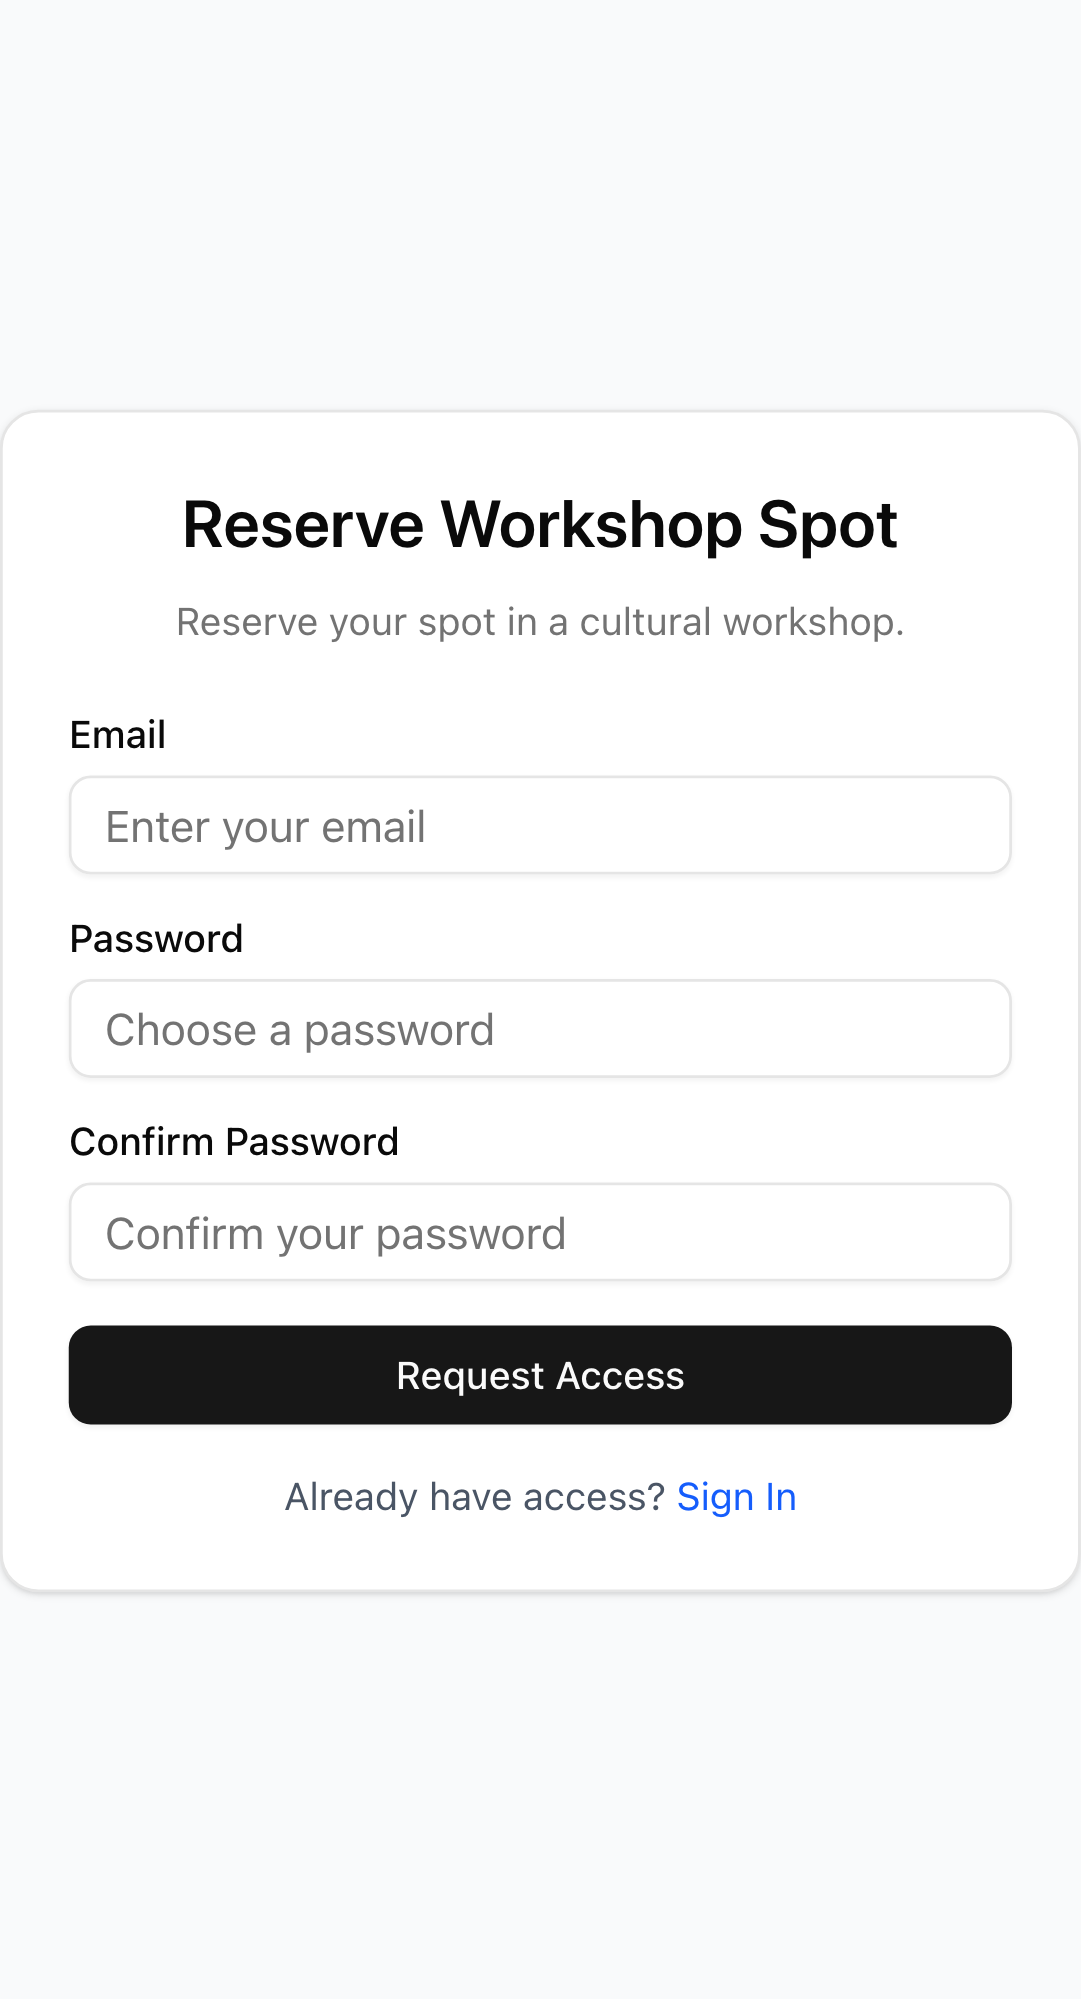 Reserve Workshop Spot
Reserve your spot in a cultural workshop.
Email
Enter your email
Password
Choose a password
Confirm Password
Confirm your password
Request Access
Already have access? Sign In